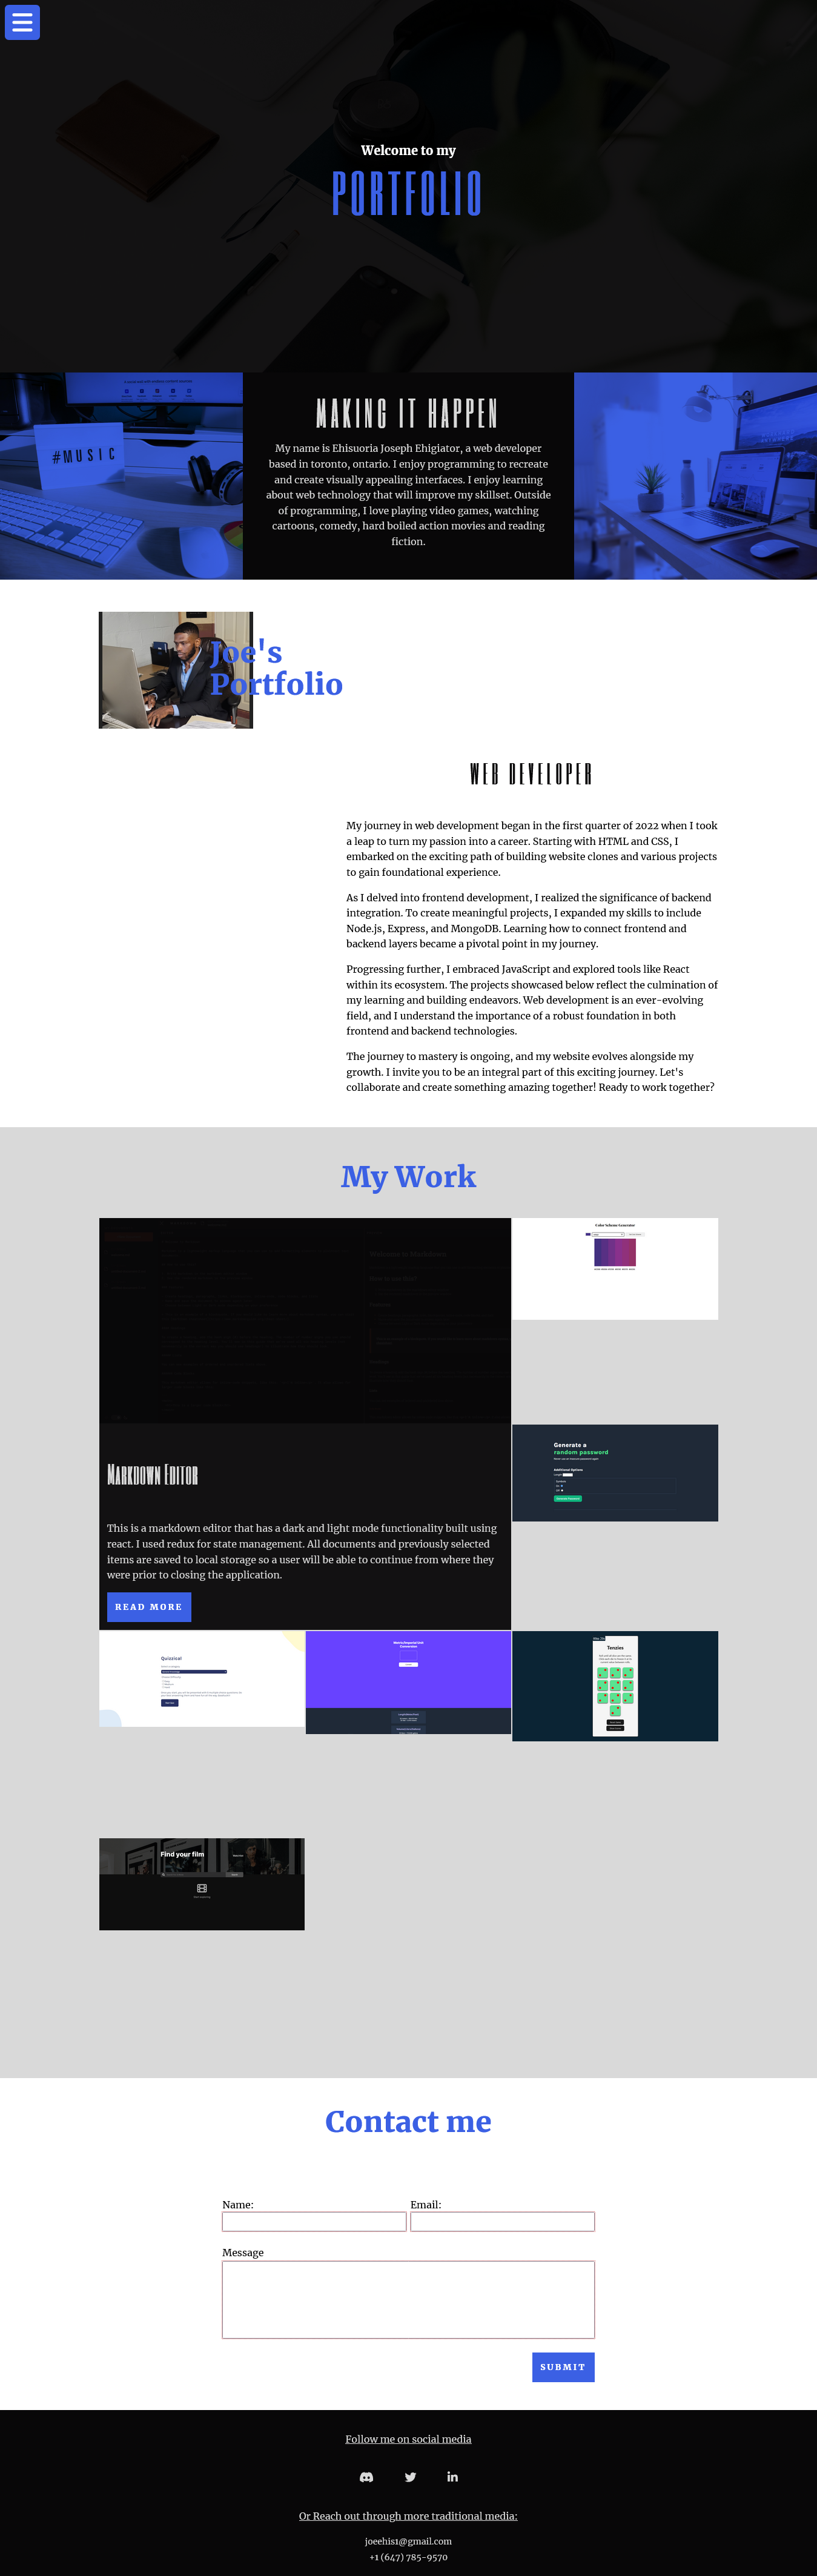 Welcome to my
PORTFOLIO
#MUSIC
MAKING IT HAPPEN
My name is Ehisuoria Joseph Ehigiator, a web developer
based in toronto, ontario. I enjoy programming to recreate
and create visually appealing interfaces. I enjoy learning
about web technology that will improve my skillset. Outside
of programming, I love playing video games, watching
cartoons, comedy, hard boiled action movies and reading
fiction.
Joe's
Portfolio
WEB DEVELOPER
My journey in web development began in the first quarter of 2022 when I took
a leap to turn my passion into a career. Starting with HTML and CSS, I
embarked on the exciting path of building website clones and various projects
to gain foundational experience.
As I delved into frontend development, I realized the significance of backend
integration. To create meaningful projects, I expanded my skills to include
Node.js, Express, and MongoDB. Learning how to connect frontend and
backend layers became a pivotal point in my journey.
Progressing further, I embraced JavaScript and explored tools like React
within its ecosystem. The projects showcased below reflect the culmination of
my learning and building endeavors. Web development is an ever-evolving
field, and I understand the importance of a robust foundation in both
frontend and backend technologies.
The journey to mastery is ongoing, and my website evolves alongside my
growth. I invite you to be an integral part of this exciting journey. Let's
collaborate and create something amazing together! Ready to work together?
My Work
Color Scheme Generator
Generate a
random password
Additional Options
Markdown Editor
This is a markdown editor that has a dark and light mode functionality built using
react. I used redux for state management. All documents and previously selected
items are saved to local storage so a user will be able to continue from where they
were prior to closing the application.
READ MORE
Quizzical
Metric/Imperial Unit
Conversion
Tenzies
Find your film
Contact me
Name:
Email:
Message
SUBMIT
Follow me on social media
Or Reach out through more traditional media:
joeehis1@gmail.com
+1 (647) 785-9570